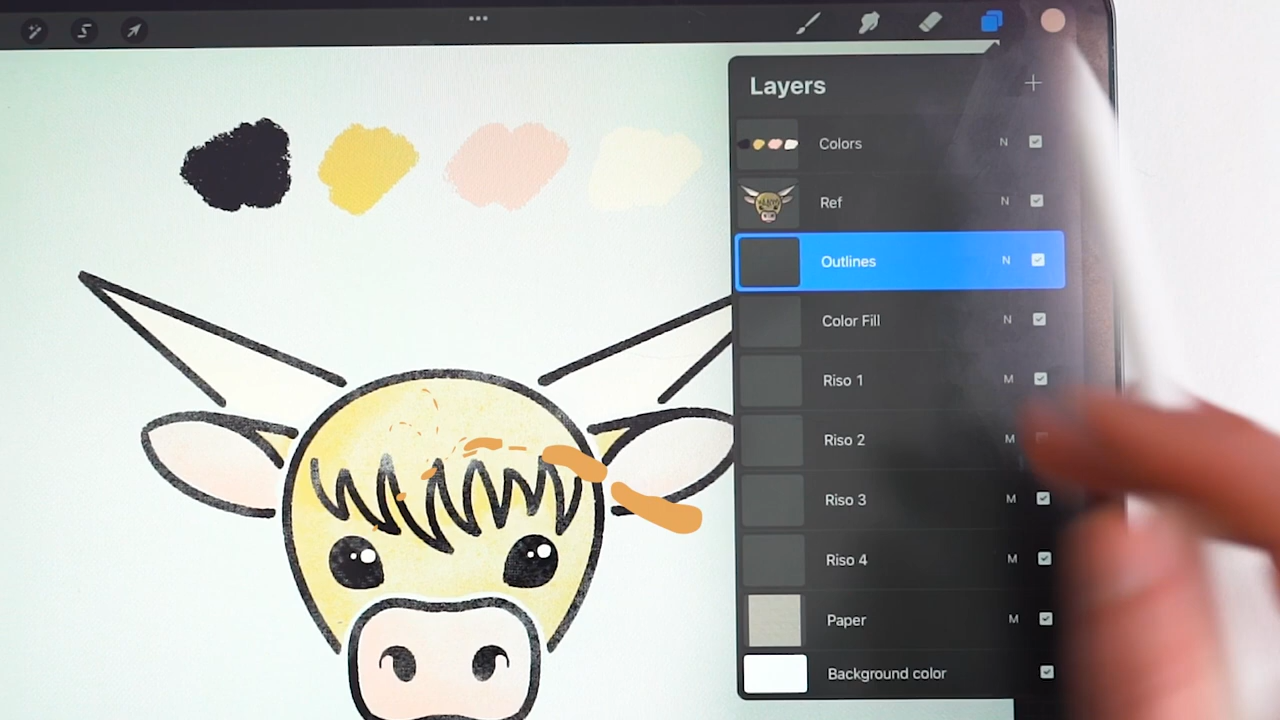 Layers
Colors N
Ref N
Outlines N
Color Fill N
Riso 1 M
Riso 2 M
Riso 3 M
Riso 4 M
Paper M
Background color